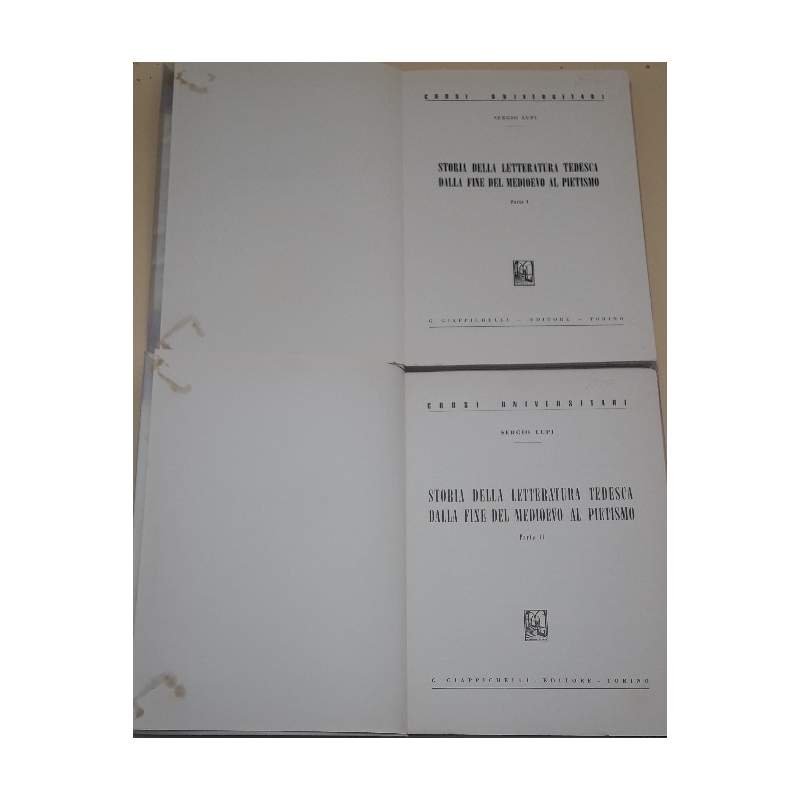 CORSI UNIVERSITARI
SERGIO LUPI
STORIA DELLA LETTERATURA TEDESCA
DALLA FINE DEL MEDIOEVO AL PIETISMO
Parte I
G. GIAPPICHELLI - EDITORE - TORINO
CORSI UNIVERSITARI
SERGIO LUPI
STORIA DELLA LETTERATURA TEDESCA
DALLA FINE DEL MEDIOEVO AL PIETISMO
Parte II
G. GIAPPICHELLI - EDITORE - TORINO